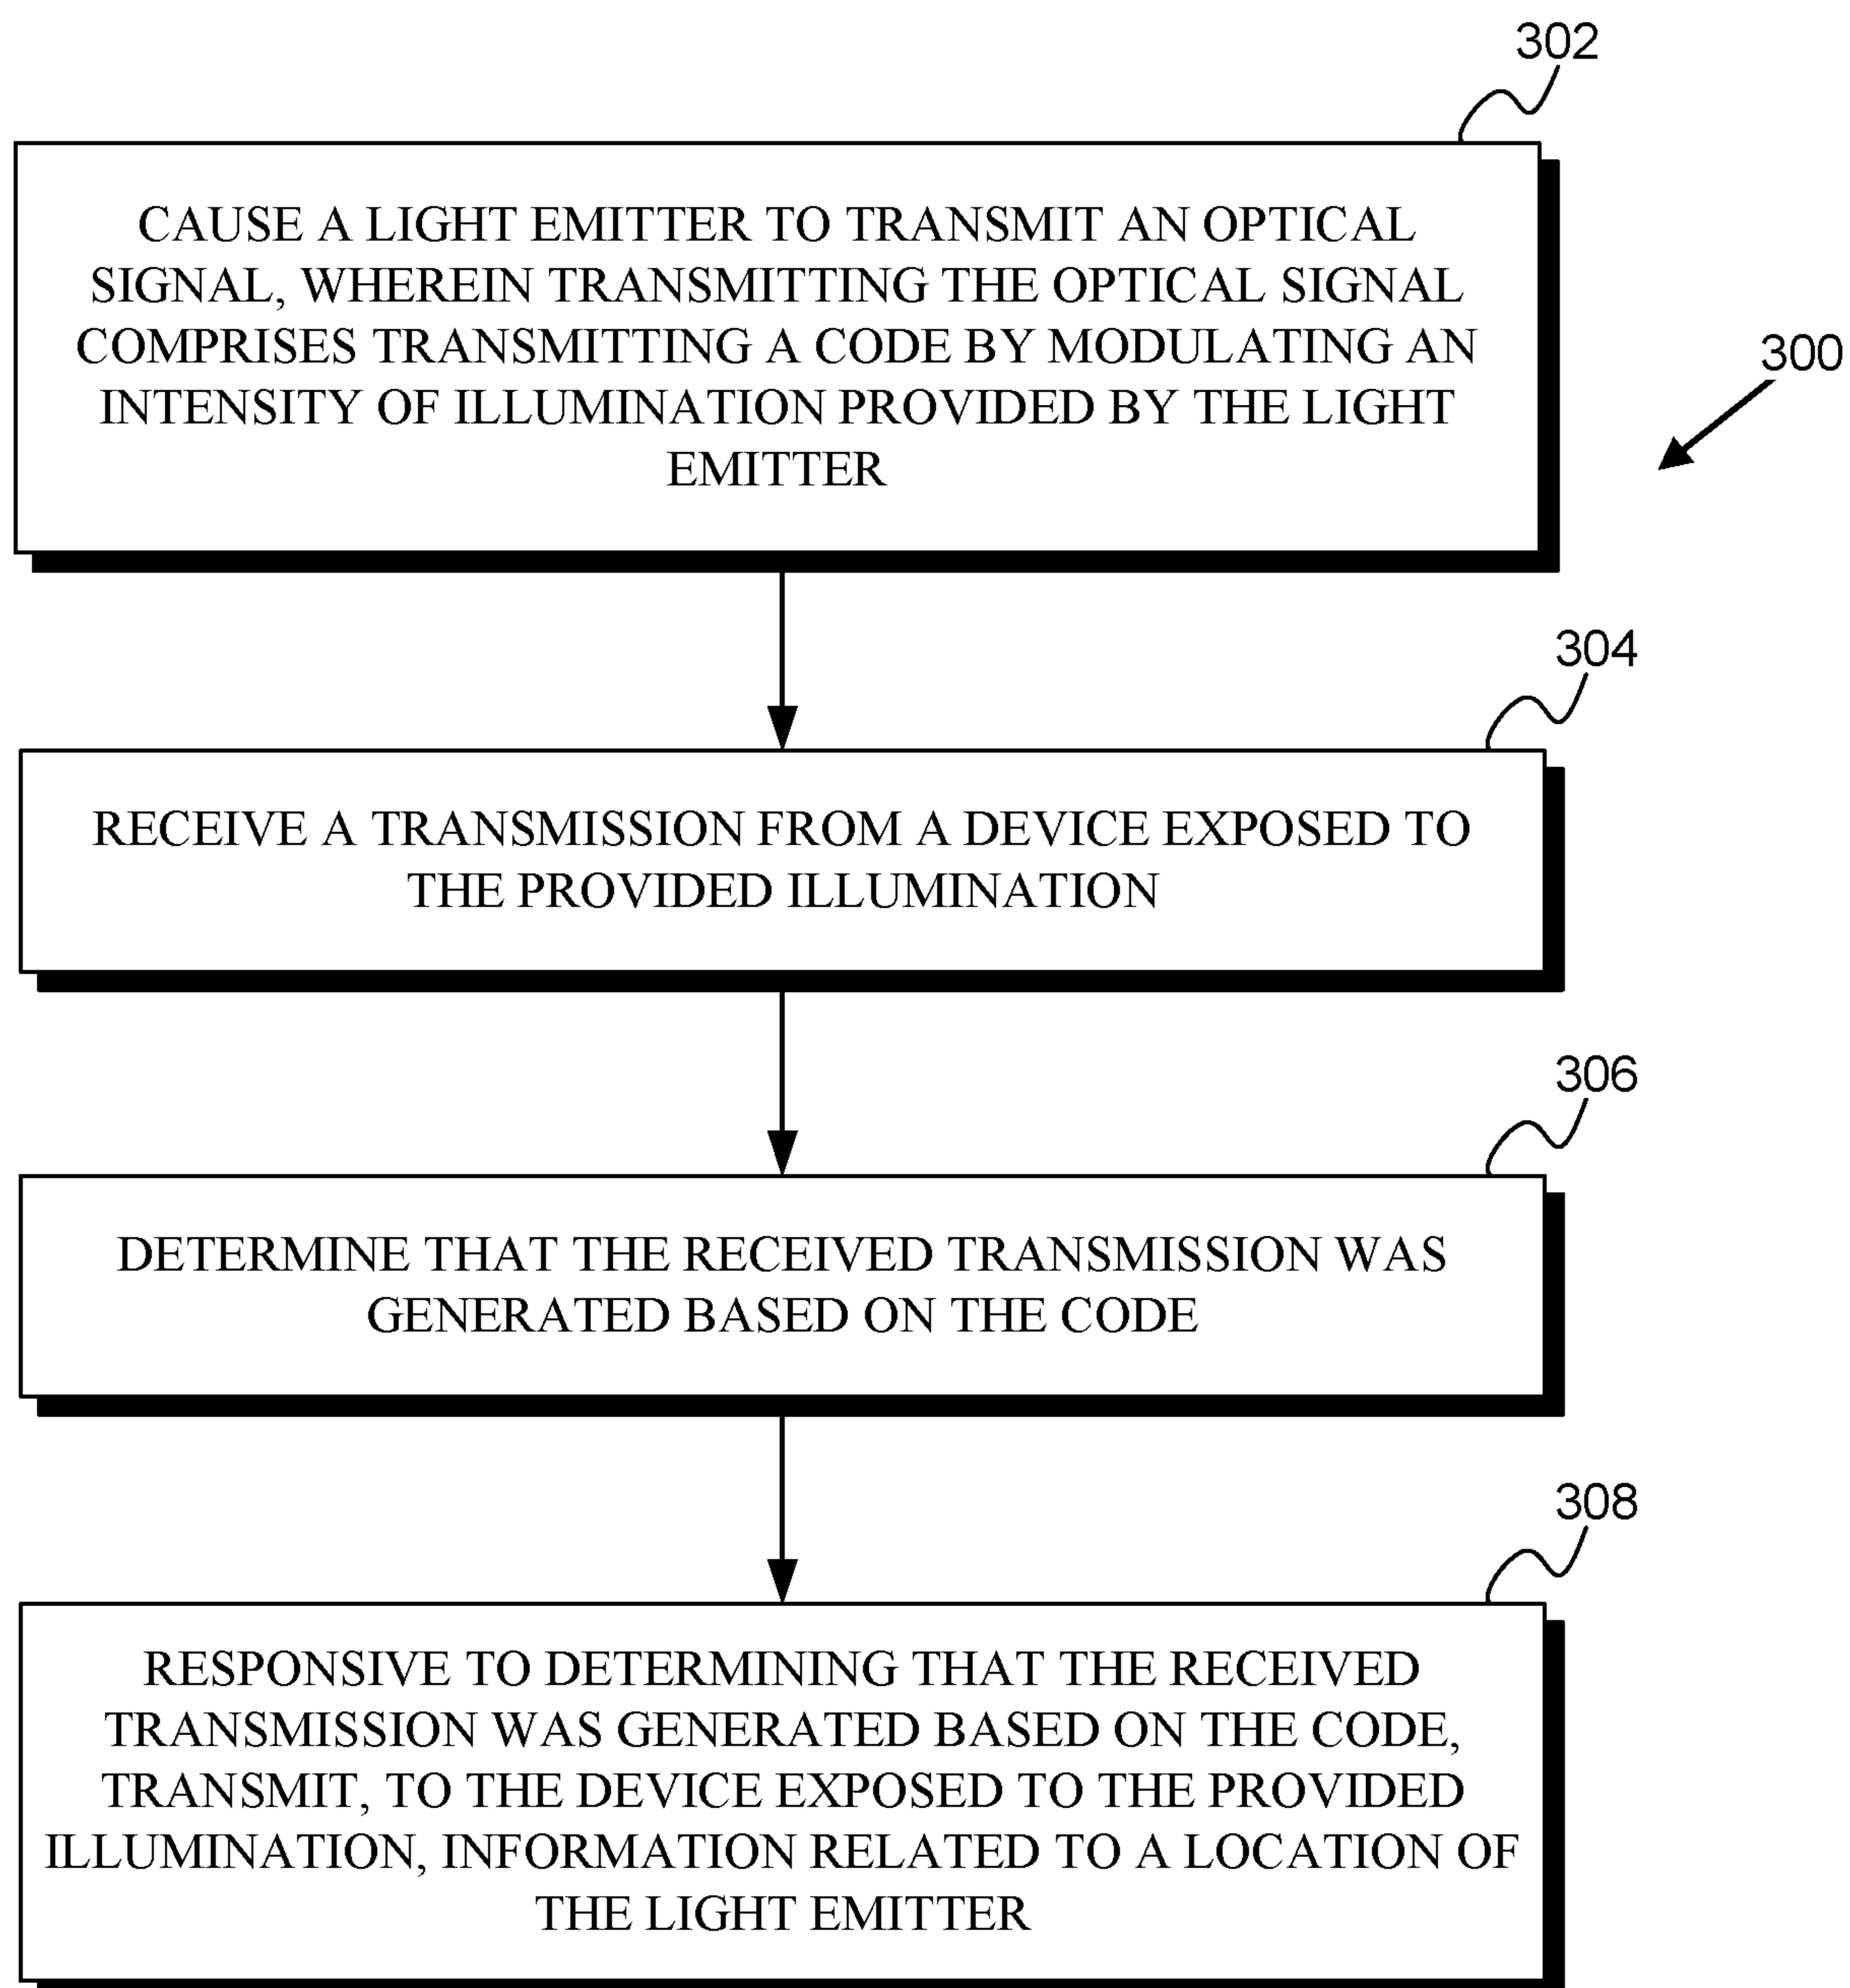 302
CAUSE A LIGHT EMITTER TO TRANSMIT AN OPTICAL
SIGNAL, WHEREIN TRANSMITTING THE OPTICAL SIGNAL
COMPRISES TRANSMITTING A CODE BY MODULATING AN
INTENSITY OF ILLUMINATION PROVIDED BY THE LIGHT
EMITTER
300
304
RECEIVE A TRANSMISSION FROM A DEVICE EXPOSED TO
THE PROVIDED ILLUMINATION
306
DETERMINE THAT THE RECEIVED TRANSMISSION WAS
GENERATED BASED ON THE CODE
308
RESPONSIVE TO DETERMINING THAT THE RECEIVED
TRANSMISSION WAS GENERATED BASED ON THE CODE,
TRANSMIT, TO THE DEVICE EXPOSED TO THE PROVIDED
ILLUMINATION, INFORMATION RELATED TO A LOCATION OF
THE LIGHT EMITTER